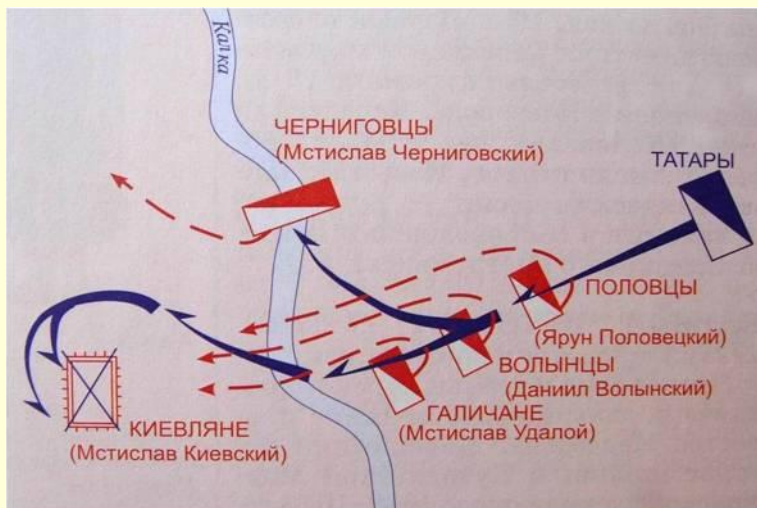 Калка
ЧЕРНИГОВЦЫ
(Мстислав Черниговский)
ТАТАРЫ
ПОЛОВЦЫ
(Ярун Половецкий)
ВОЛЫНЦЫ
(Даниил Волынский)
ГАЛИЧАНЕ
(Мстислав Удалой)
КИЕВЛЯНЕ
(Мстислав Киевский)